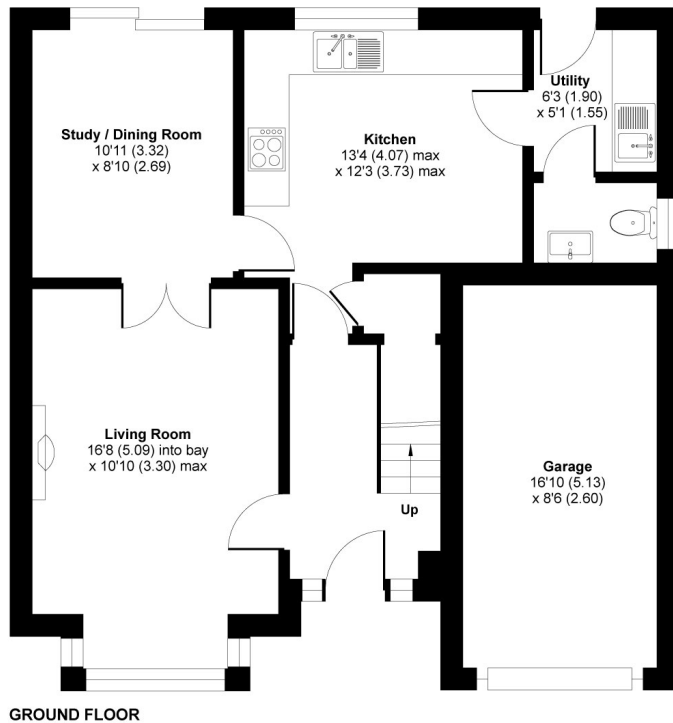 Study / Dining Room
10'11 (3.32)
x 8'10 (2.69)
Kitchen
13'4 (4.07) max
x 12'3 (3.73) max
Utility
6'3 (1.90)
x 5'1 (1.55)
Living Room
16'8 (5.09) into bay
x 10'10 (3.30) max
Up
Garage
16'10 (5.13)
x 8'6 (2.60)
GROUND FLOOR